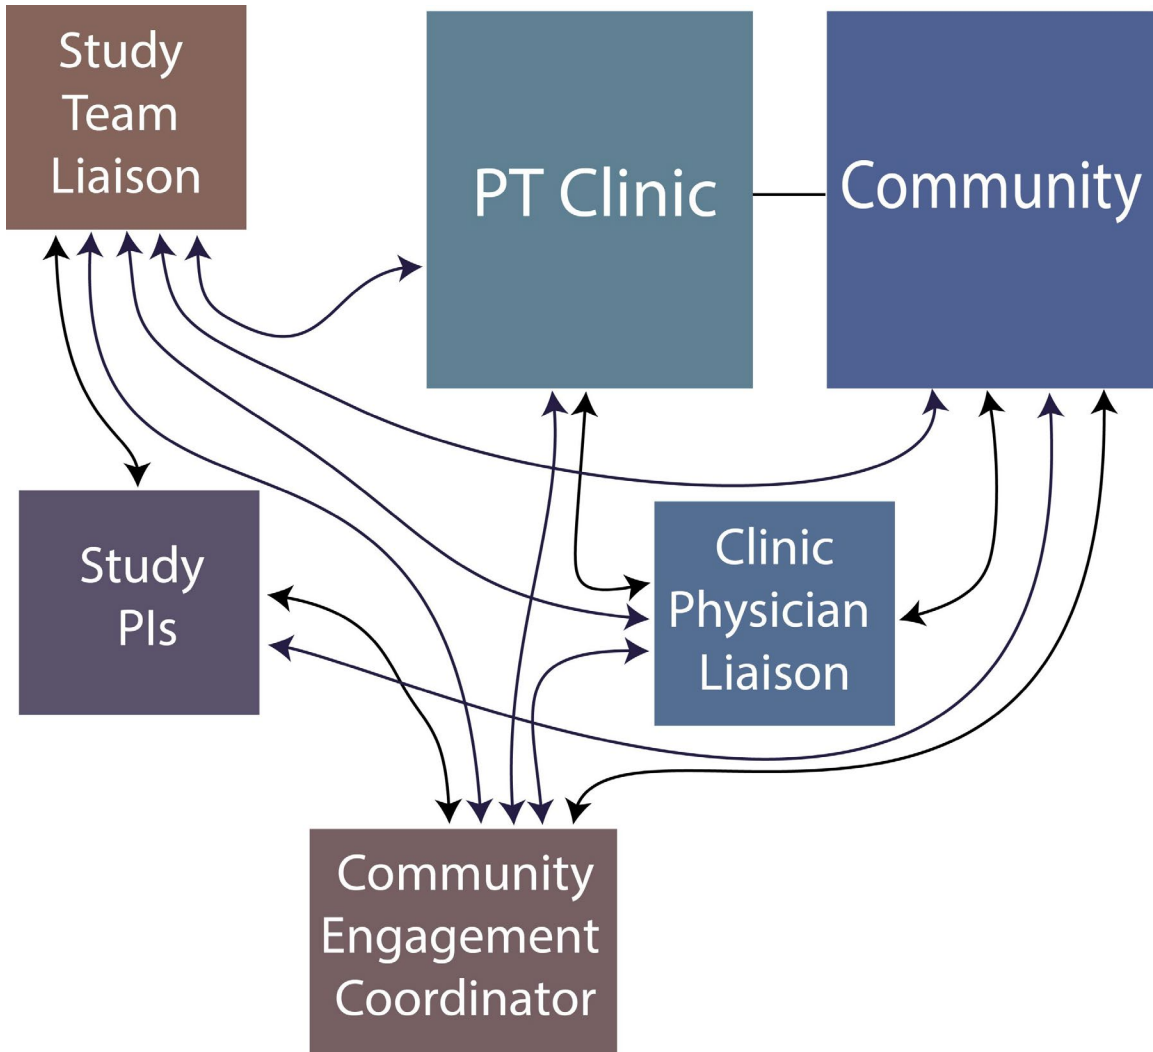 Study
Team
Liaison
PT Clinic
Community
Study
PIs
Clinic
Physician
Liaison
Community
Engagement
Coordinator